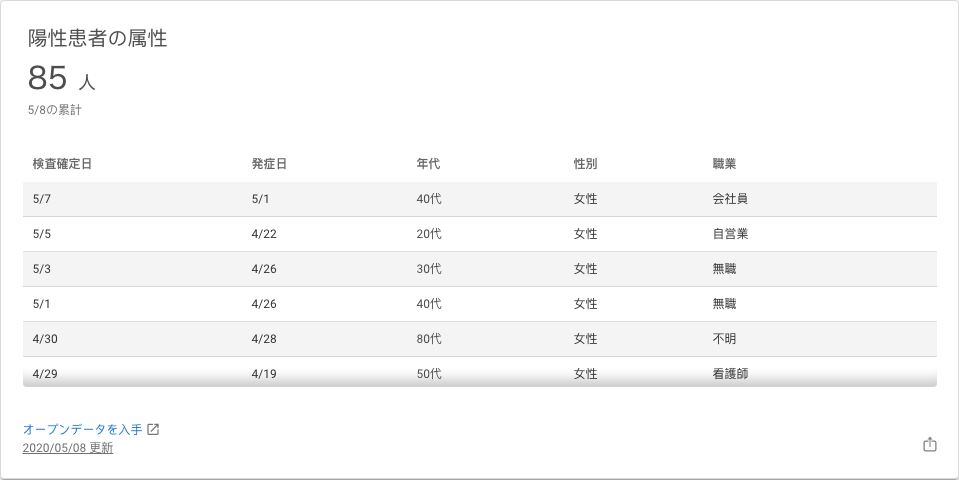 陽性患者の属性
85 人
5/8の累計
検査確定日 発症日 年代 性別 職業
5/7 5/1 40代 女性 会社員
5/5 4/22 20代 女性 自営業
5/3 4/26 30代 女性 無職
5/1 4/26 40代 女性 無職
4/30 4/28 80代 女性 不明
4/29 4/19 50代 女性 看護師
オープンデータを入手
2020/05/08 更新